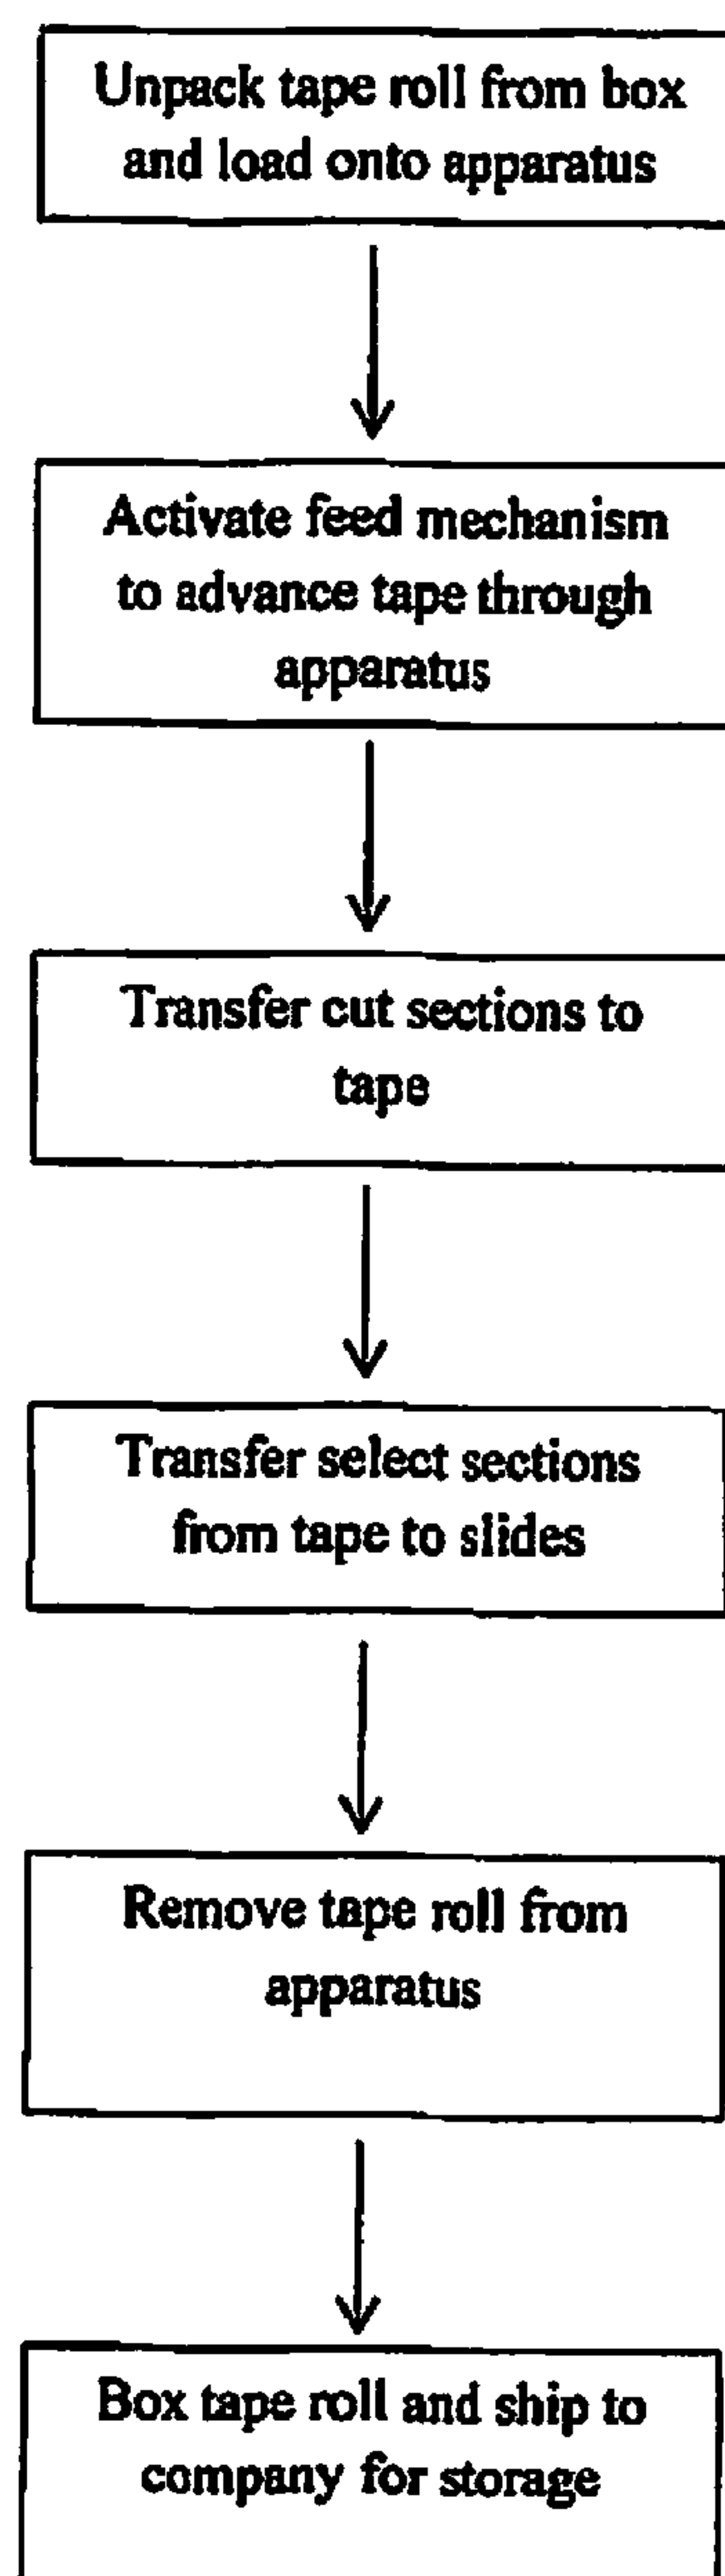 Unpack tape roll from box
and load onto apparatus
Activate feed mechanism
to advance tape through
apparatus
Transfer cut sections to
tape
Transfer select sections
from tape to slides
Remove tape roll from
apparatus
Box tape roll and ship to
company for storage